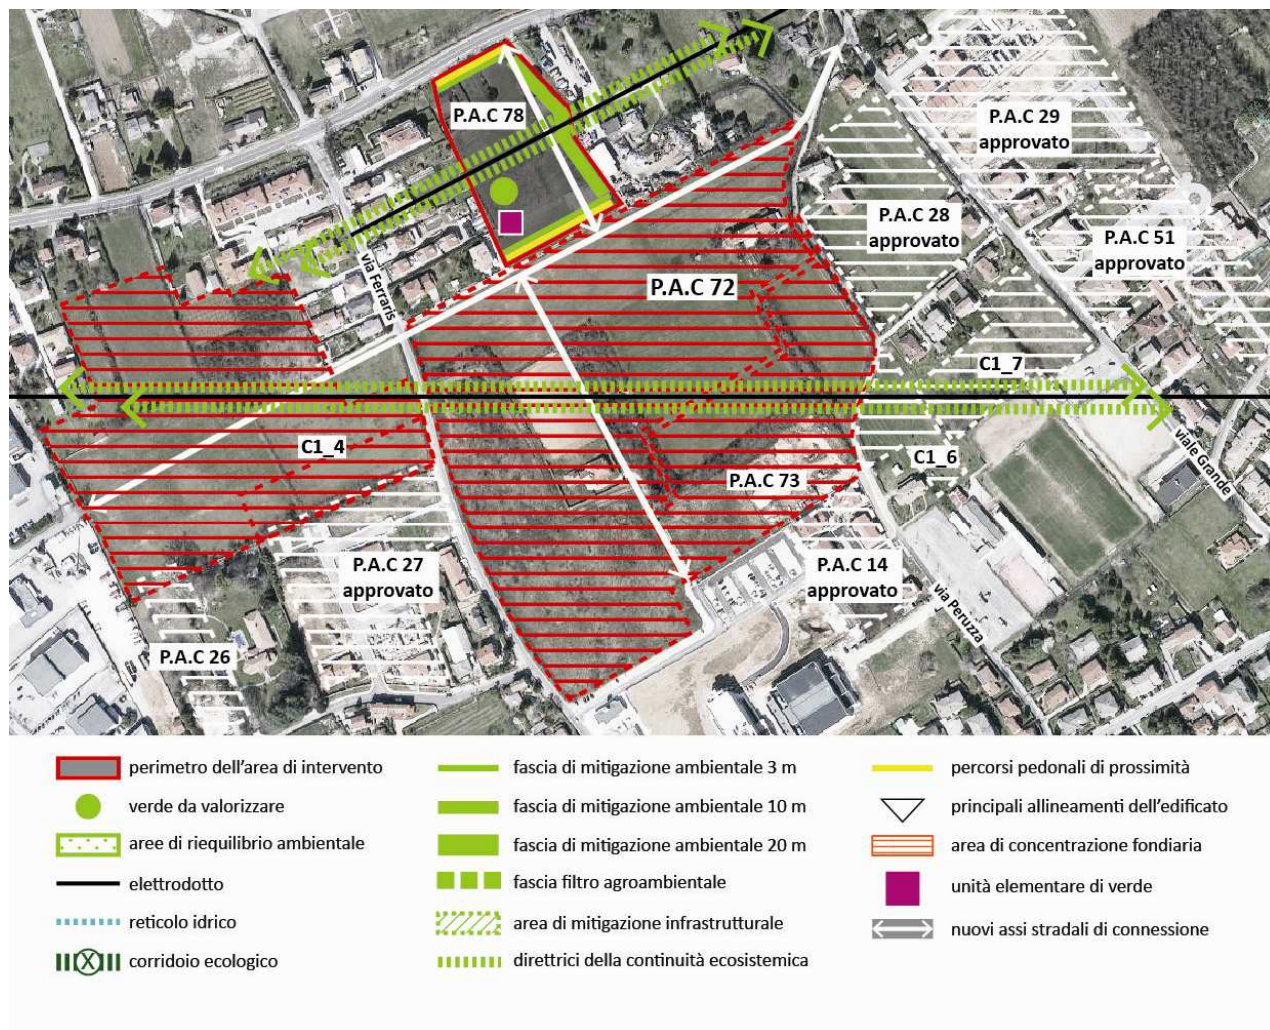 P.A.C 78
P.A.C 29
approvato
P.A.C 28
approvato
P.A.C 51
approvato
via Ferraris
P.A.C 72
C1_7
C1_4
C1_6
viale Grande
P.A.C 73
P.A.C 27
approvato
P.A.C 14
approvato
via Peruzza
P.A.C 26
perimetro dell'area di intervento
verde da valorizzare
aree di riequilibrio ambientale
elettrodotto
reticolo idrico
X
corridoio ecologico
fascia di mitigazione ambientale 3 m
fascia di mitigazione ambientale 10 m
fascia di mitigazione ambientale 20 m
fascia filtro agroambientale
area di mitigazione infrastrutturale
direttrici della continuità ecosistemica
percorsi pedonali di prossimità
principali allineamenti dell'edificato
area di concentrazione fondiaria
unità elementare di verde
nuovi assi stradali di connessione